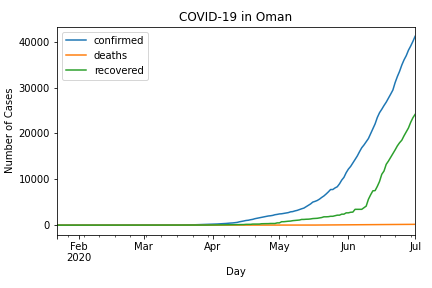 COVID-19 in Oman
confirmed
deaths
recovered
Number of Cases
40000
30000
20000
10000
0
Feb Mar Apr May Jun Jul
2020
Day